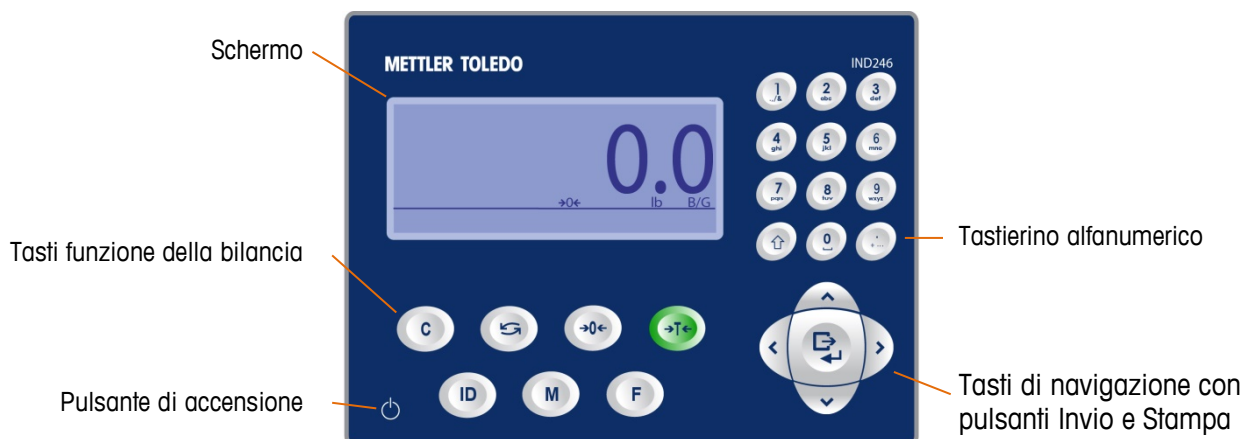 Schermo
METTLER TOLEDO
IND246
0.0
→0← lb B/G
1 ../&
2 abc
3 def
4 ghi
5 jkl
6 mno
7 pqrs
8 tuv
9 wxyz
0
Tastierino alfanumerico
Tasti funzione della bilancia
C
→0←
→T←
ID
M
F
Pulsante di accensione
Tasti di navigazione con
pulsanti Invio e Stampa